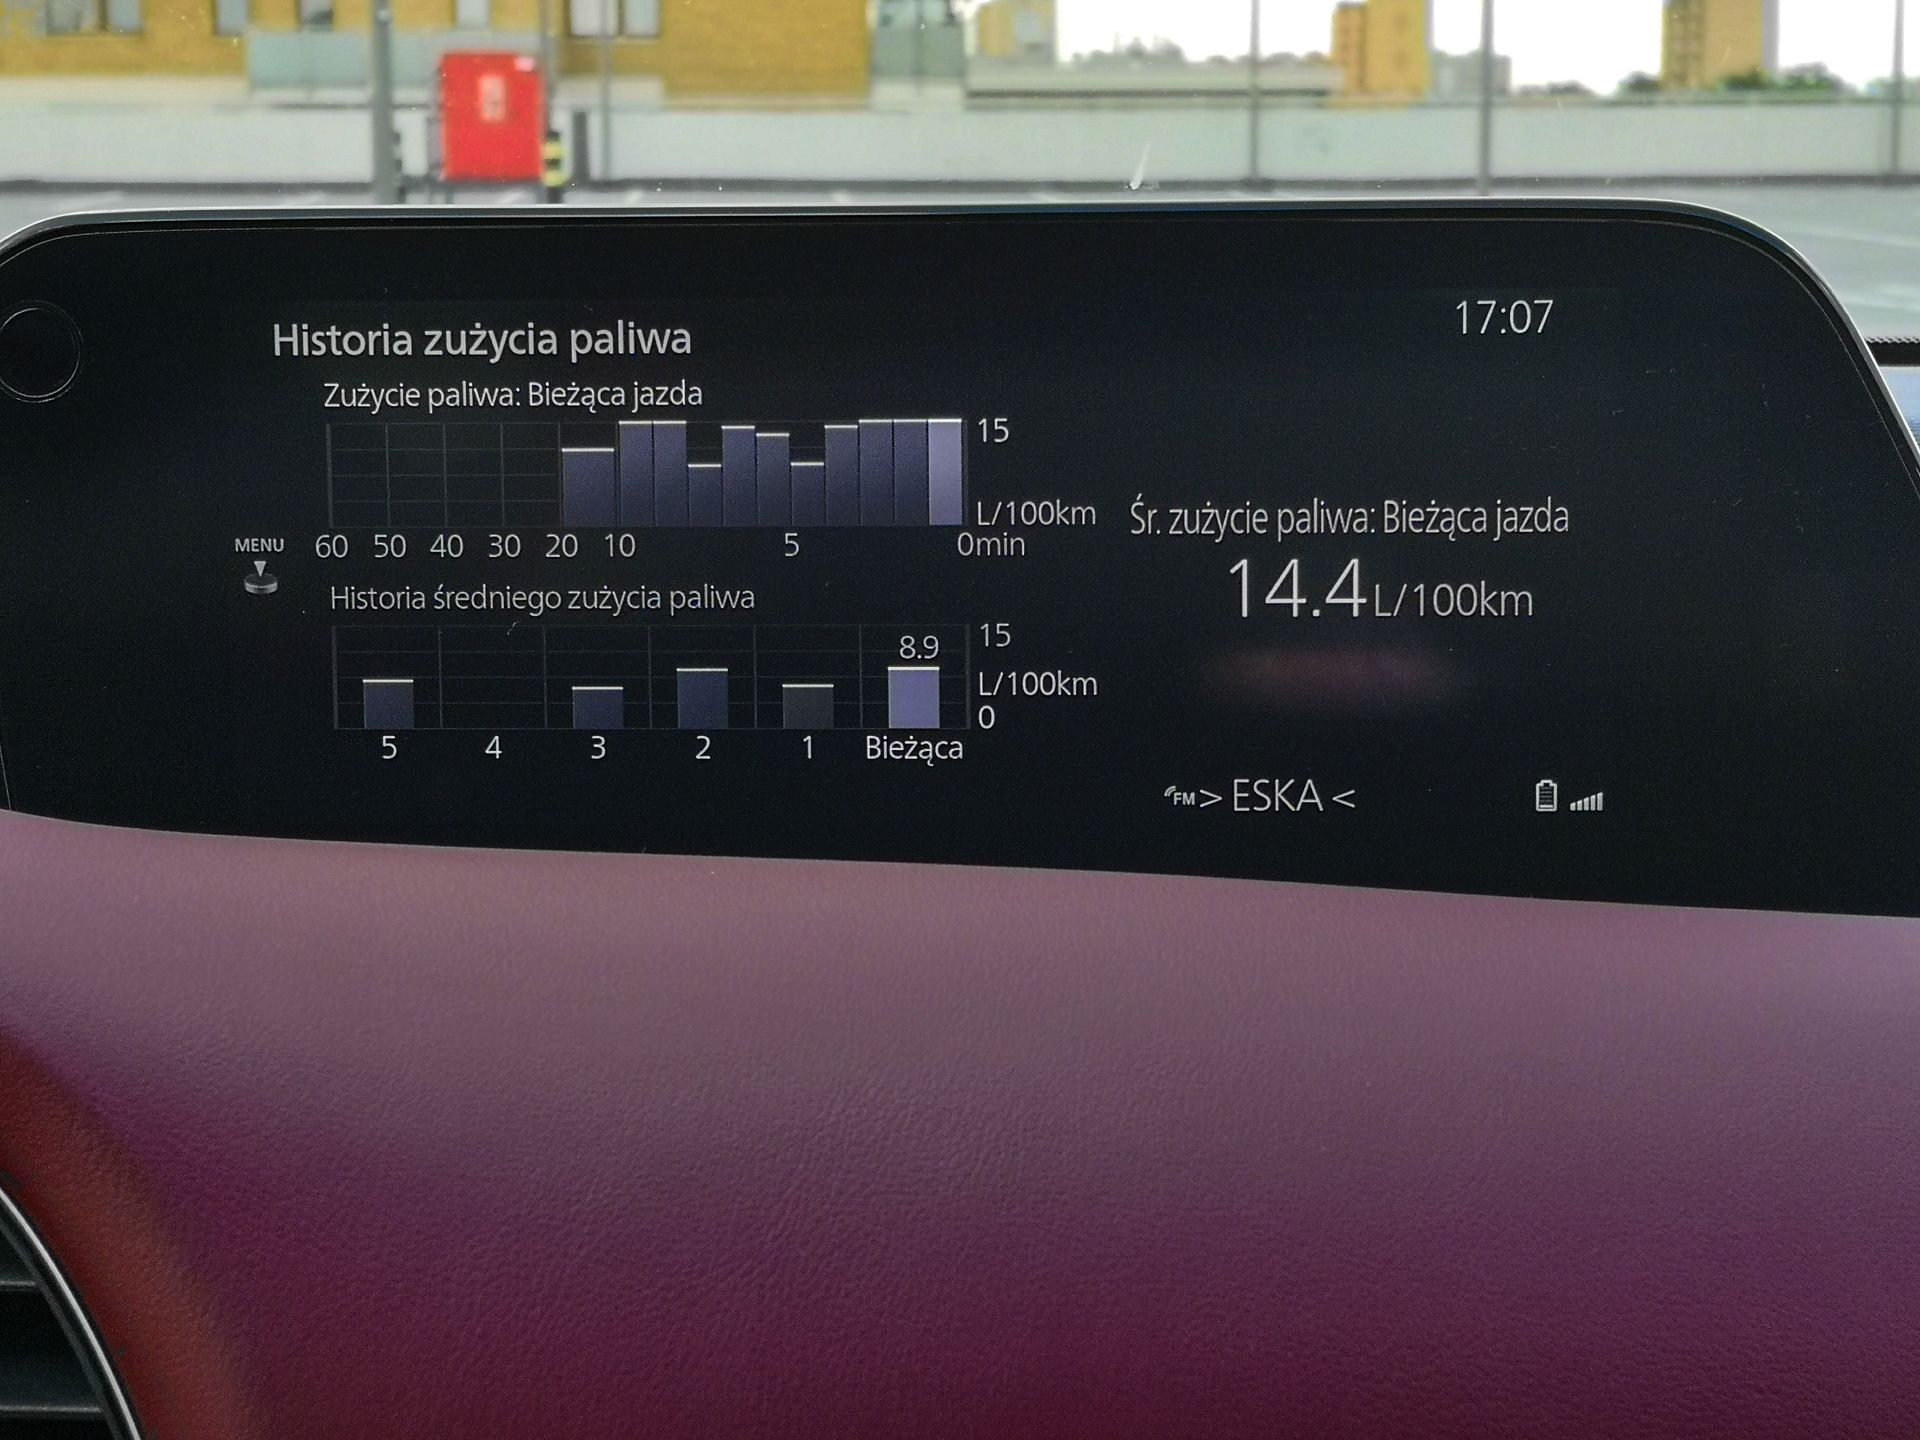 17:07
Historia zużycia paliwa
Zużycie paliwa: Bieżąca jazda
15
L/100km
60 50 40 30 20 10 5 0min
MENU
Historia średniego zużycia paliwa
15
8.9
L/100km
0
5 4 3 2 1 Bieżąca
Śr. zużycie paliwa: Bieżąca jazda
14.4 L/100km
FM > ESKA <